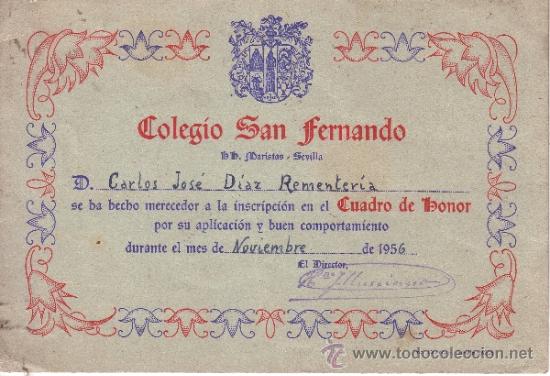 Colegio San Fernando
HH. Maristas - Sevilla
D. Carlos José Díaz Rementería
se ha hecho merecedor a la inscripción en el Cuadro de Honor
por su aplicación y buen comportamiento
durante el mes de Noviembre de 1956
El Director,
todocoleccion.net